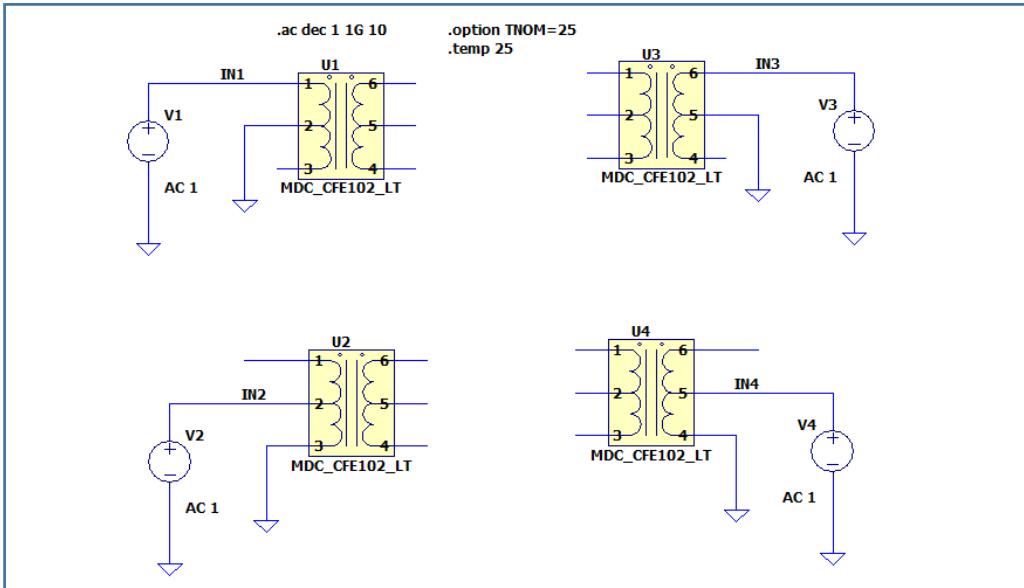 .ac dec 1 1G 10
.option TNOM=25
.temp 25
U1
IN1
1
6
2
5
3
4
V1
AC 1
MDC_CFE102_LT
U3
1
6
IN3
2
5
3
4
V3
AC 1
MDC_CFE102_LT
U2
1
6
IN2
2
5
3
4
V2
AC 1
MDC_CFE102_LT
U4
1
6
2
5
IN4
3
4
V4
AC 1
MDC_CFE102_LT